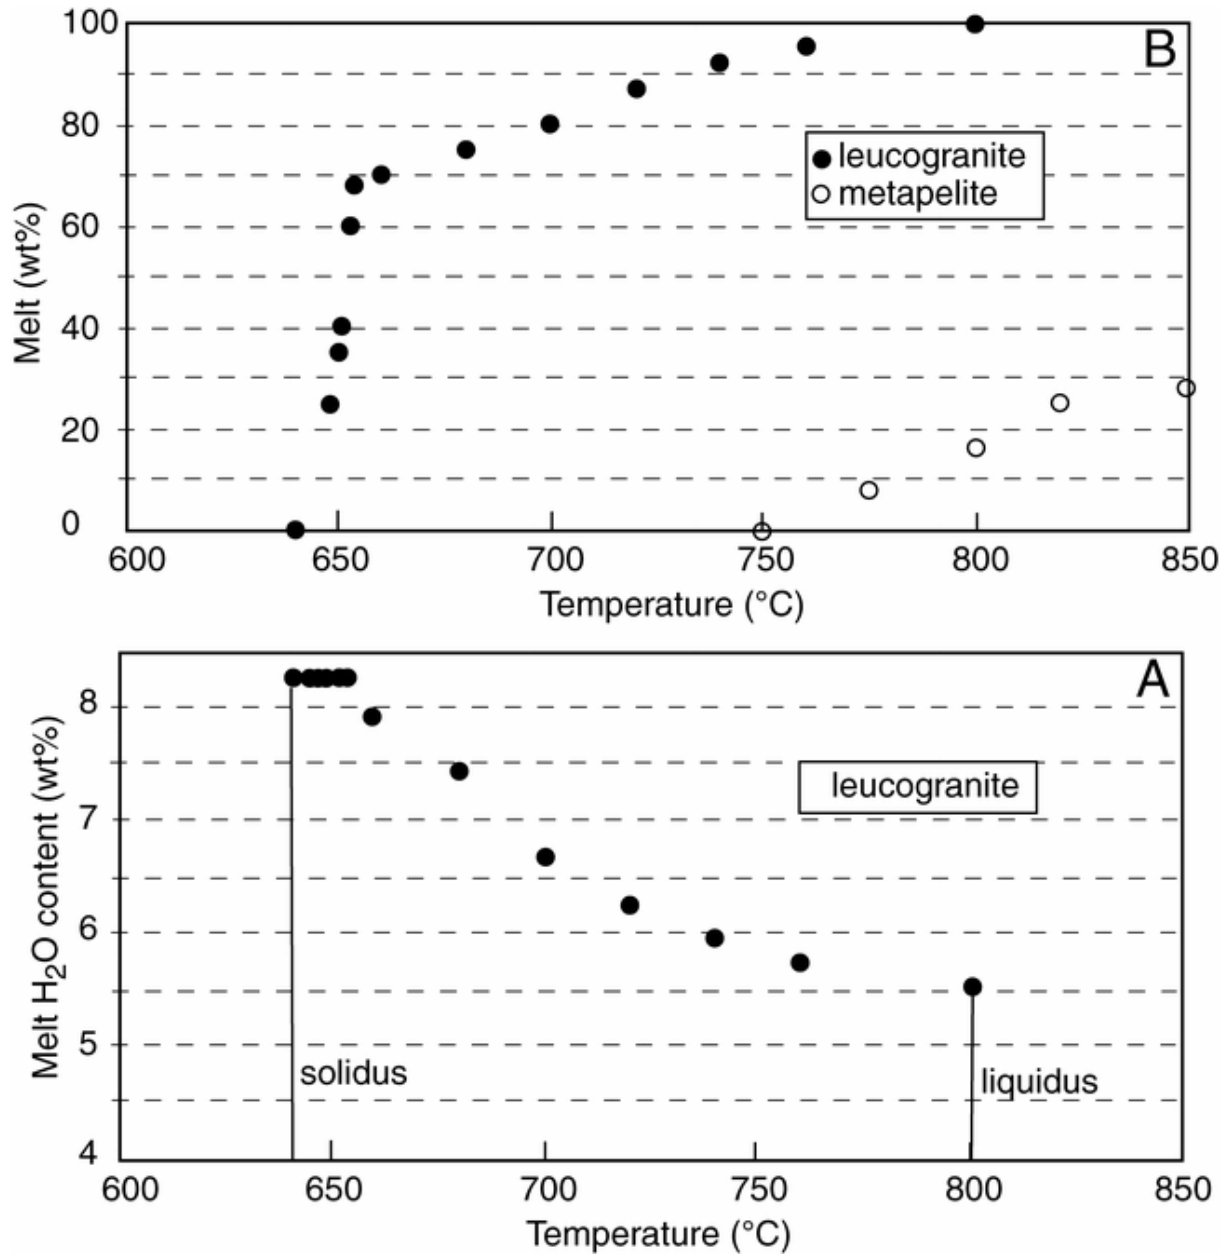 100
B
80
leucogranite
metapelite
Melt (wt%)
60
40
20
0
600 650 700 750 800 850
Temperature (°C)
A
8
leucogranite
7
Melt H₂O content (wt%)
6
5
solidus
liquidus
4
600 650 700 750 800 850
Temperature (°C)